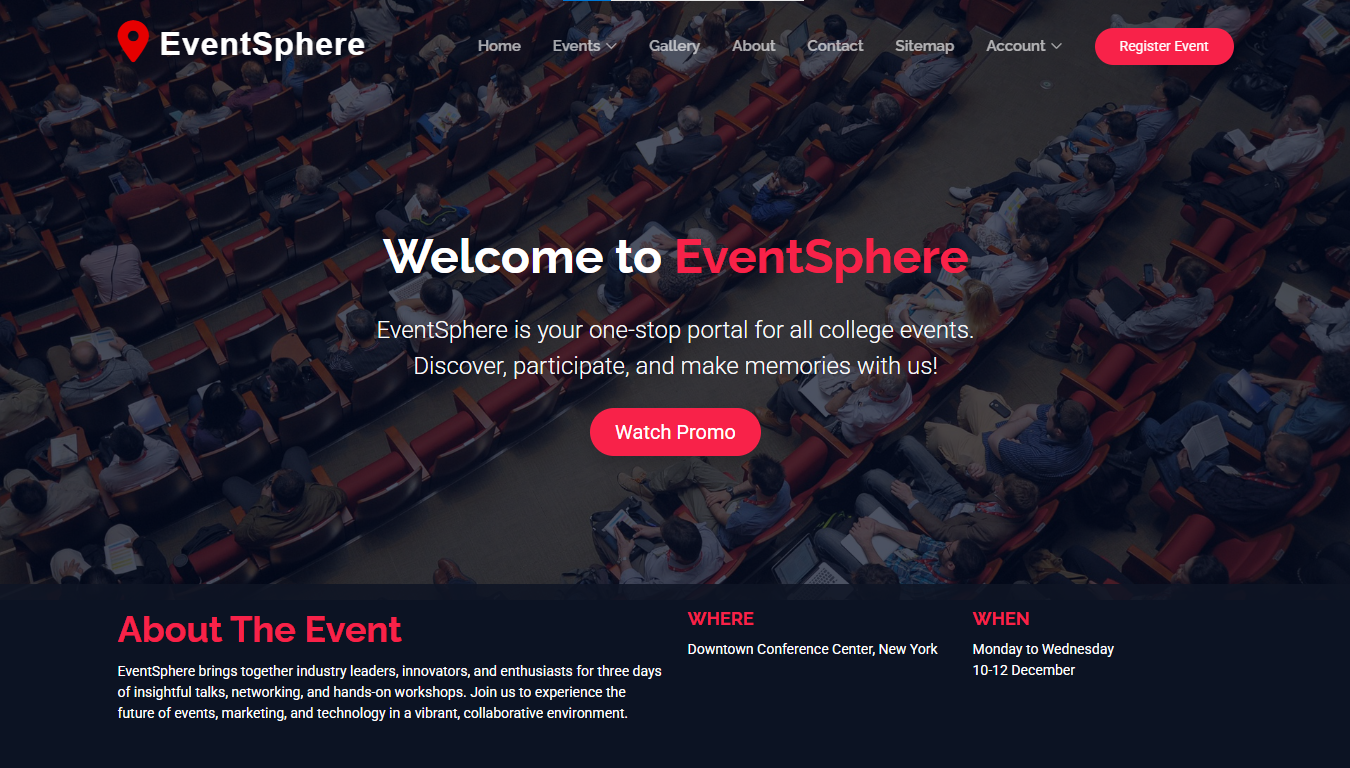 EventSphere
Home Events Gallery About Contact Sitemap Account Register Event
Welcome to EventSphere
EventSphere is your one-stop portal for all college events.
Discover, participate, and make memories with us!
Watch Promo
About The Event
EventSphere brings together industry leaders, innovators, and enthusiasts for three days
of insightful talks, networking, and hands-on workshops. Join us to experience the
future of events, marketing, and technology in a vibrant, collaborative environment.
WHERE
Downtown Conference Center, New York
WHEN
Monday to Wednesday
10-12 December